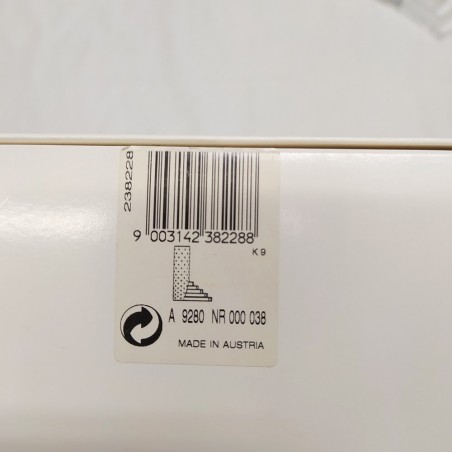 238228
9 003142 382288
K 9
A 9280 NR 000 038
MADE IN AUSTRIA